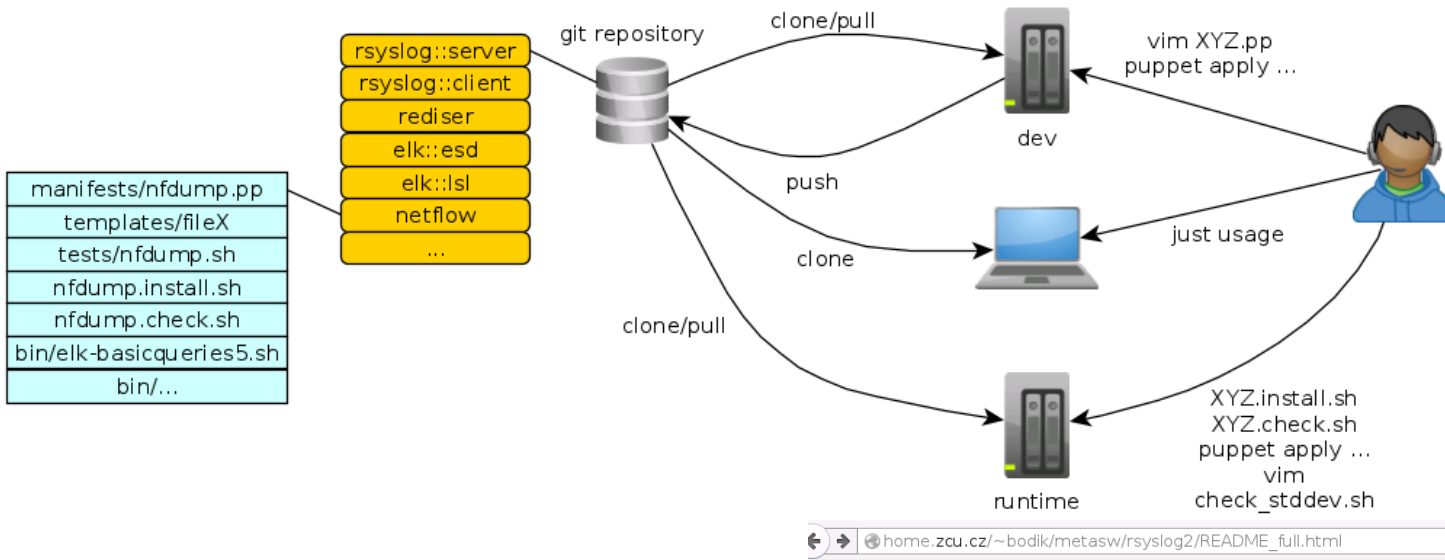 manifests/nfdump.pp
templates/fileX
tests/nfdump.sh
nfdump.install.sh
nfdump.check.sh
bin/elk-basicqueries5.sh
bin/...
rsyslog::server
rsyslog::client
rediser
elk::esd
elk::lsl
netflow
...
git repository
clone/pull
push
clone
clone/pull
dev
vim XYZ.pp
puppet apply ...
just usage
runtime
XYZ.install.sh
XYZ.check.sh
puppet apply ...
vim
check_stddev.sh
home.zcu.cz/~bodik/metasw/rsyslog2/README_full.html